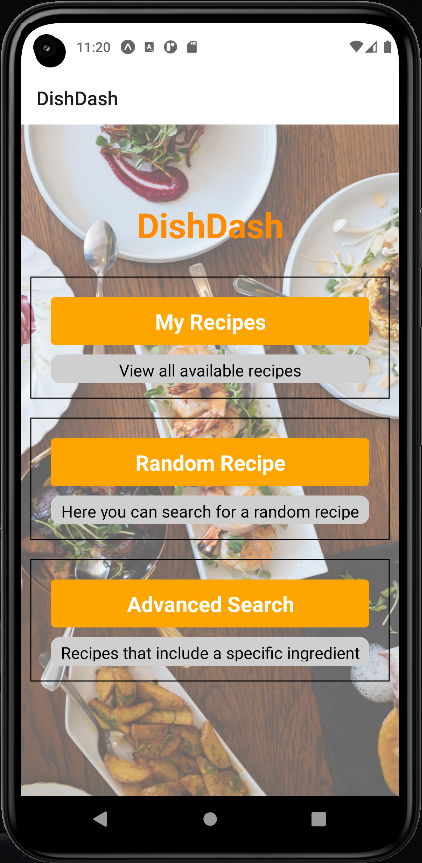 11:20
DishDash
DishDash
My Recipes
View all available recipes
Random Recipe
Here you can search for a random recipe
Advanced Search
Recipes that include a specific ingredient